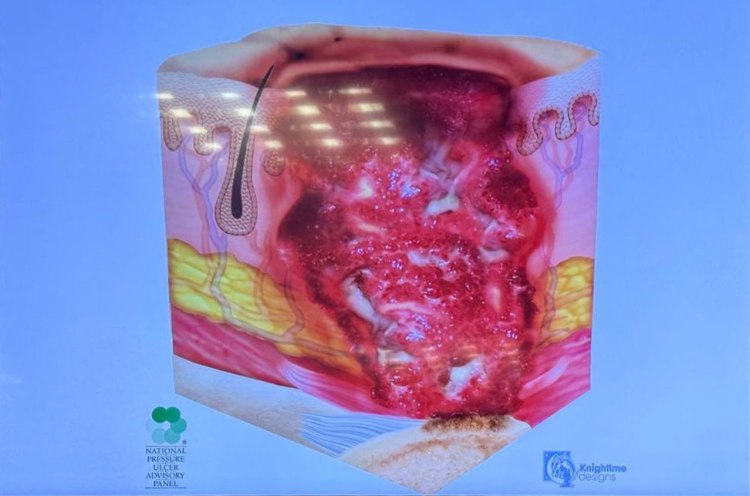 NATIONAL
PRESSURE
ULCER
ADVISORY
PANEL
Knightime
designs